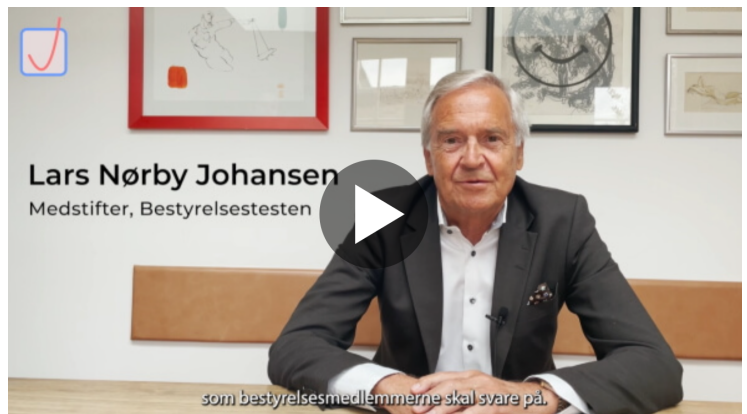 Lars Nørby Johansen
Medstifter, Bestyrelsestesten
som bestyrelsesmedlemmerne skal svare på.